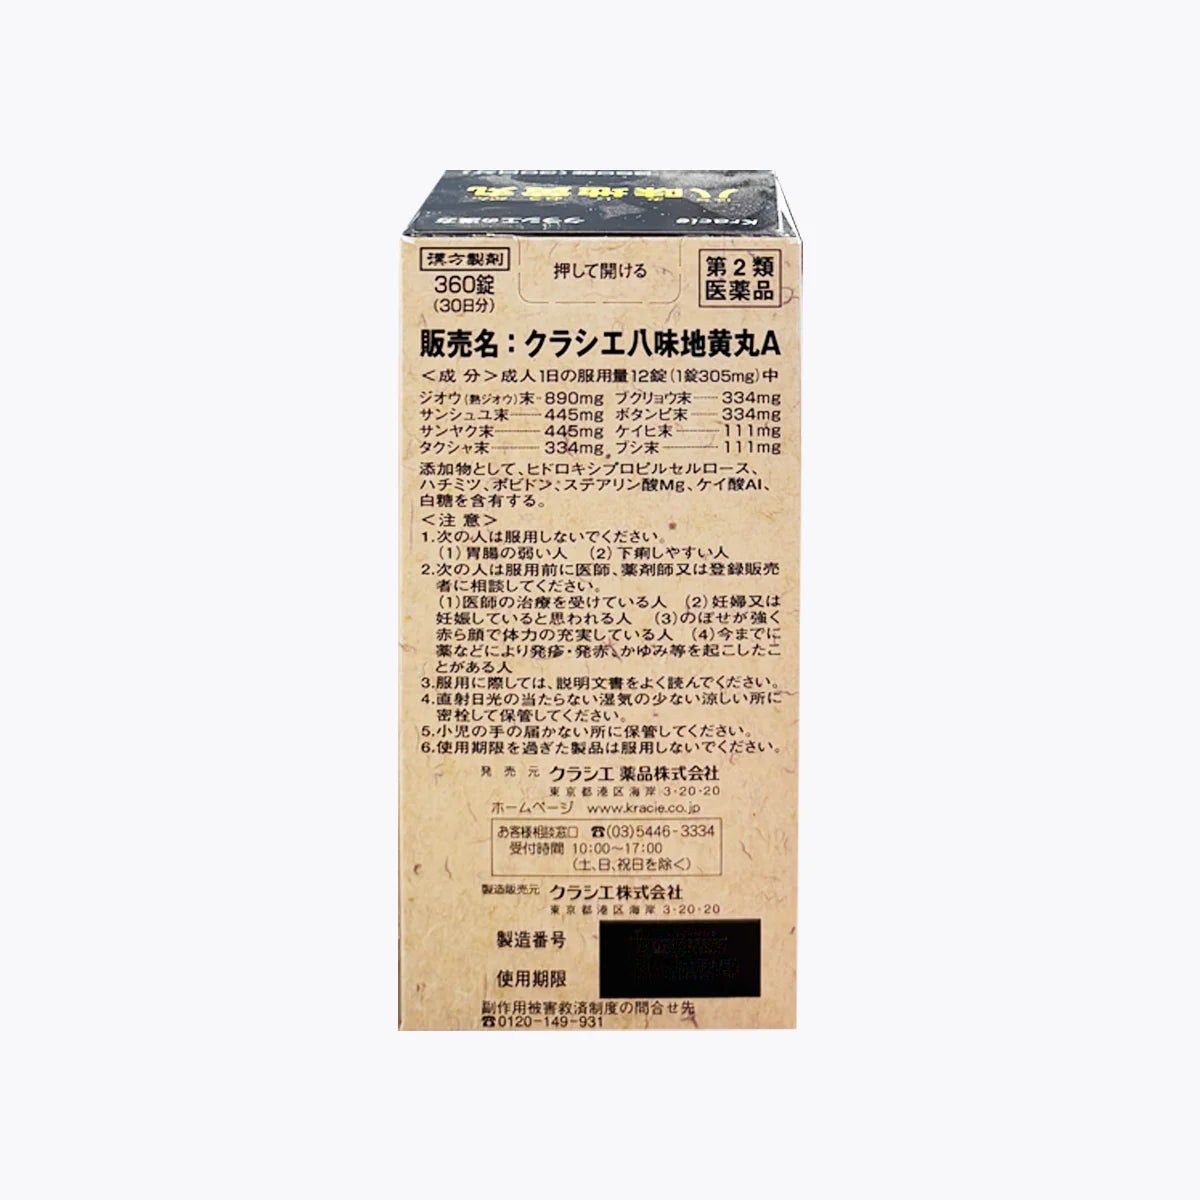 八味地黄丸
クラシエの漢方 Kracie
漢方製剤
360錠
(30日分)
押して開ける
第2類
医薬品
販売名：クラシエ八味地黄丸A
＜成 分＞成人1日の服用量12錠(1錠305mg)中
ジオウ(熟ジオウ)末 890mg ブクリョウ末 334mg
サンシュユ末 445mg ボタンピ末 334mg
サンヤク末 445mg ケイヒ末 111mg
タクシャ末 334mg ブシ末 111mg
添加物として、ヒドロキシプロピルセルロース、
ハチミツ、ポビドン、ステアリン酸Mg、ケイ酸Al、
白糖を含有する。
＜注 意＞
1.次の人は服用しないでください。
(1)胃腸の弱い人 (2)下痢しやすい人
2.次の人は服用前に医師、薬剤師又は登録販売
者に相談してください。
(1)医師の治療を受けている人 (2)妊婦又は
妊娠していると思われる人 (3)のぼせが強く
赤ら顔で体力の充実している人 (4)今までに
薬などにより発疹・発赤、かゆみ等を起こしたこ
とがある人
3.服用に際しては、説明文書をよく読んでください。
4.直射日光の当たらない湿気の少ない涼しい所に
密栓して保管してください。
5.小児の手の届かない所に保管してください。
6.使用期限を過ぎた製品は服用しないでください。
発売元 クラシエ薬品株式会社
東京都港区海岸3-20-20
ホームページ www.kracie.co.jp
お客様相談窓口 ☎(03)5446-3334
受付時間 10:00〜17:00
(土、日、祝日を除く)
製造販売元 クラシエ株式会社
東京都港区海岸3-20-20
製造番号
使用期限
副作用被害救済制度の問合せ先
☎0120-149-931